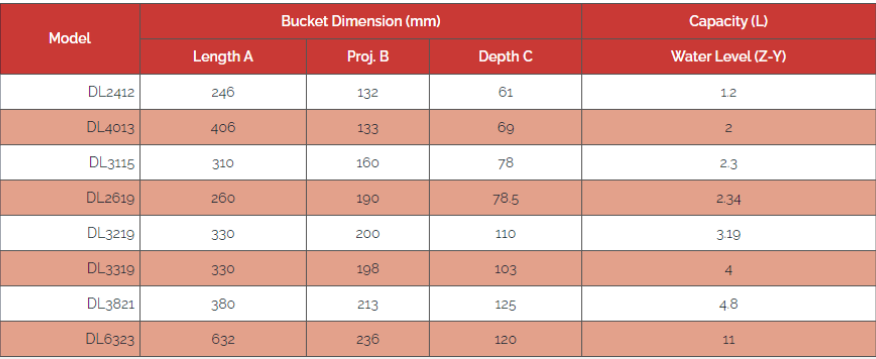 Model Bucket Dimension (mm) Capacity (L)
Length A Proj. B Depth C Water Level (Z-Y)
DL2412 246 132 61 1.2
DL4013 406 133 69 2
DL3115 310 160 78 2.3
DL2619 260 190 78.5 2.34
DL3219 330 200 110 3.19
DL3319 330 198 103 4
DL3821 380 213 125 4.8
DL6323 632 236 120 11